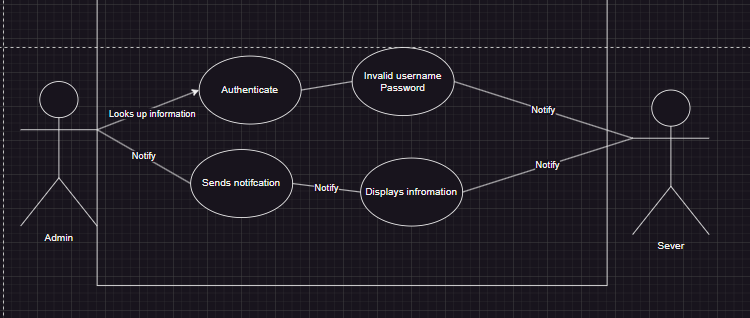 Invalid username
Password
Authenticate
Looks up information
Notify
Notify
Notify
Sends notifcation
Notify
Displays infromation
Admin
Sever